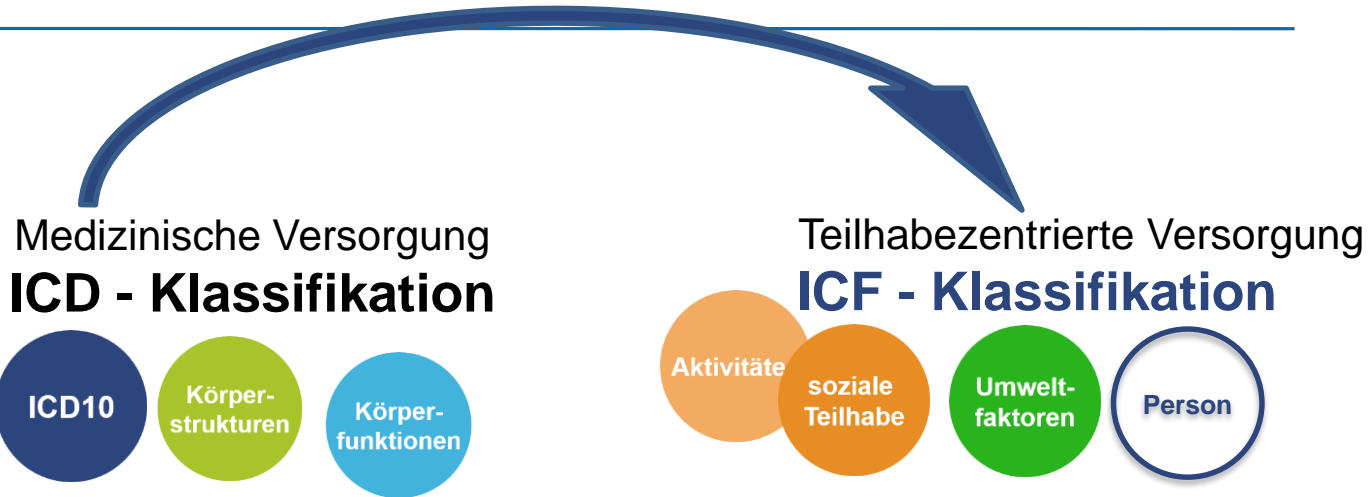 Medizinische Versorgung
ICD - Klassifikation
ICD10
Körper-
strukturen
Körper-
funktionen
Teilhabezentrierte Versorgung
ICF - Klassifikation
Aktivitäte
soziale
Teilhabe
Umwelt-
faktoren
Person